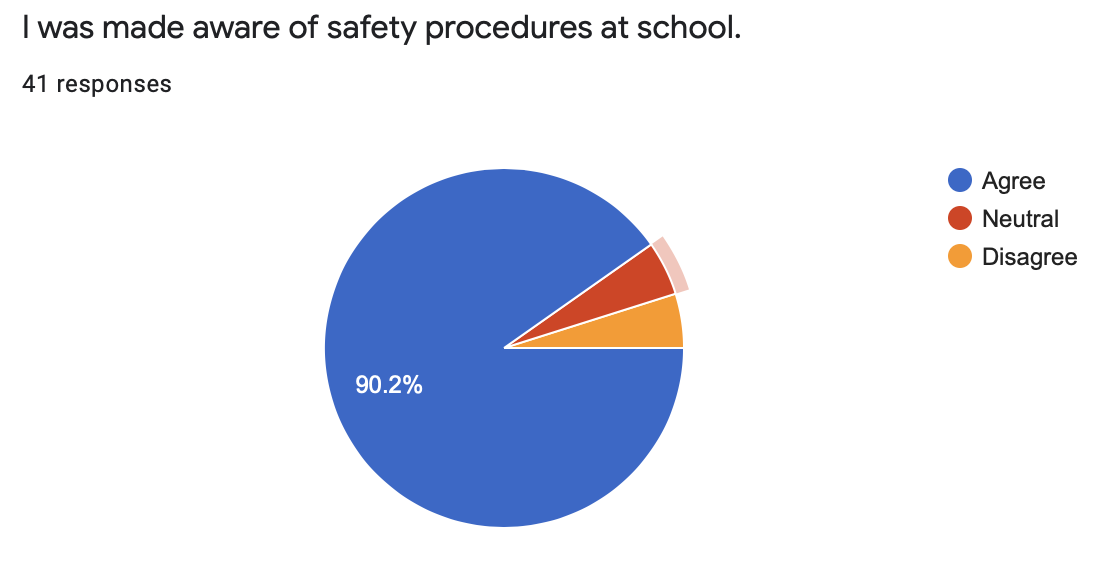 I was made aware of safety procedures at school.
41 responses
Agree
Neutral
Disagree
90.2%